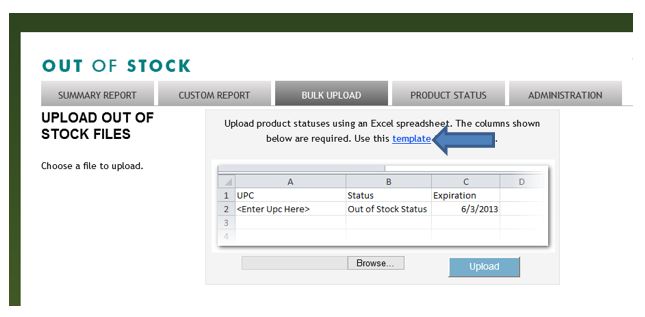 OUT OF STOCK
SUMMARY REPORT CUSTOM REPORT BULK UPLOAD PRODUCT STATUS ADMINISTRATION
UPLOAD OUT OF
STOCK FILES
Choose a file to upload.
Upload product statuses using an Excel spreadsheet. The columns shown
below are required. Use this template .
A B C D
1 UPC Status Expiration
2 <Enter Upc Here> Out of Stock Status 6/3/2013
3
4
Browse... Upload